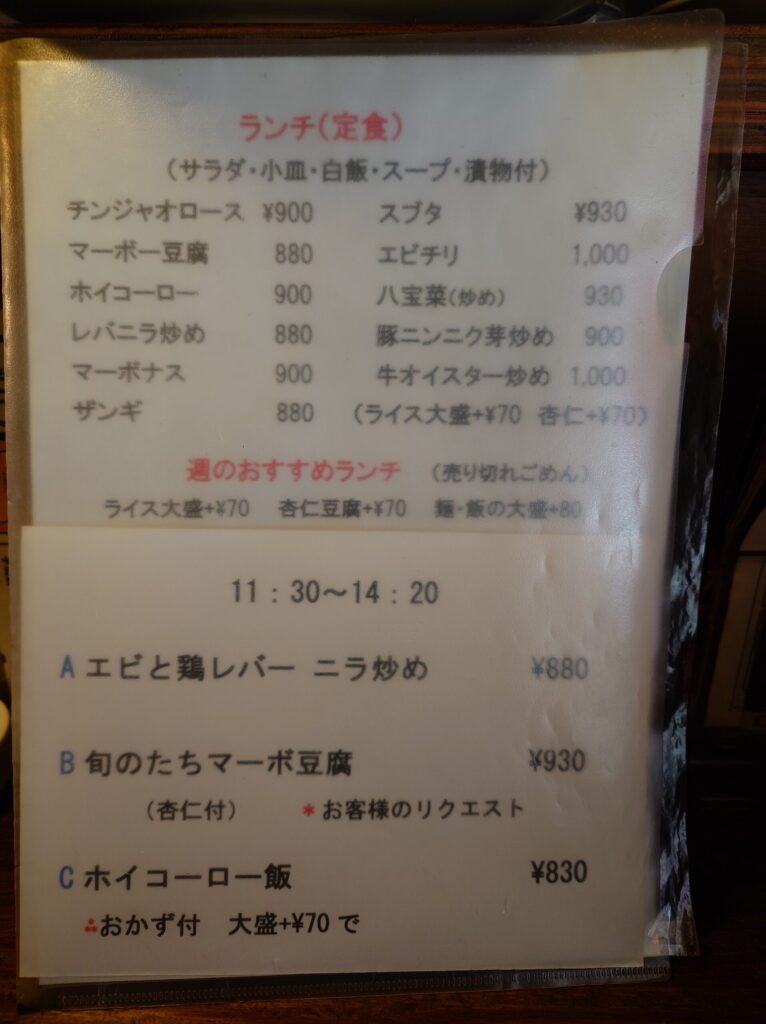 ランチ(定食)
(サラダ・小皿・白飯・スープ・漬物付)
チンジャオロース ¥900 スブタ ¥930
マーボー豆腐 880 エビチリ 1,000
ホイコーロー 900 八宝菜(炒め) 930
レバニラ炒め 880 豚ニンニク芽炒め 900
マーボナス 900 牛オイスター炒め 1,000
ザンギ 880 (ライス大盛+¥70 杏仁+¥70)
週のおすすめランチ (売り切れごめん)
ライス大盛+¥70 杏仁豆腐+¥70 麺・飯の大盛+80
11:30～14:20
A エビと鶏レバー ニラ炒め ¥880
B 旬のたちマーボ豆腐 ¥930
(杏仁付) *お客様のリクエスト
C ホイコーロー飯 ¥830
おかず付 大盛+¥70 で